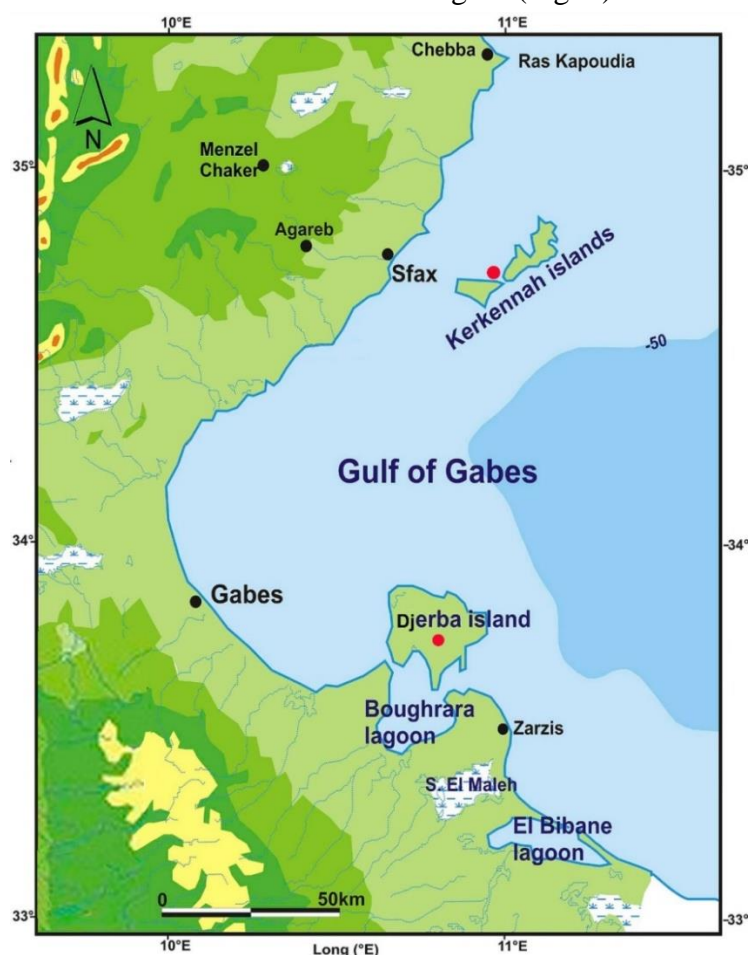 10°E 11°E
Chebba
Ras Kapoudia
N
Menzel
Chaker
35°
35°
Agareb
Sfax
Kerkennah islands
-50
Gulf of Gabes
34°
34°
Gabes
Djerba island
Boughrara
lagoon
Zarzis
S. El Maleh
El Bibane
lagoon
0 50km
33°
33°
10°E 11°E
Long (°E)